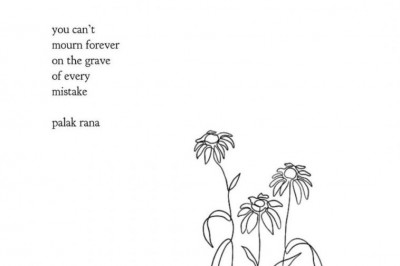 you can't
mourn forever
on the grave
of every
mistake
palak rana